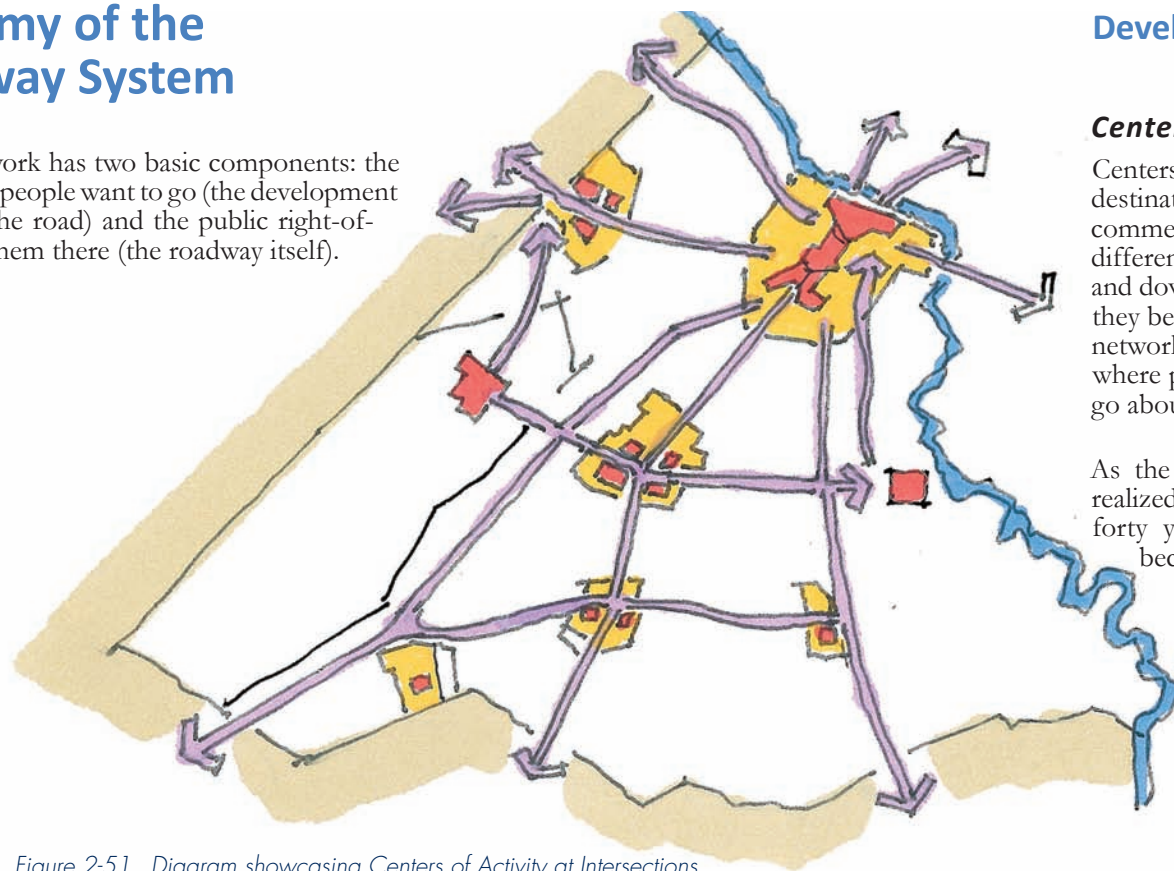 my of the
way System
work has two basic components: the
people want to go (the development
he road) and the public right-of-
hem there (the roadway itself).
Figure 2-51 Diagram showcasing Centers of Activity at Intersections
Devel
Cente
Centers
destinat
comme
differen
and dov
they be
network
where p
go abou
As the
realized
forty y
bec